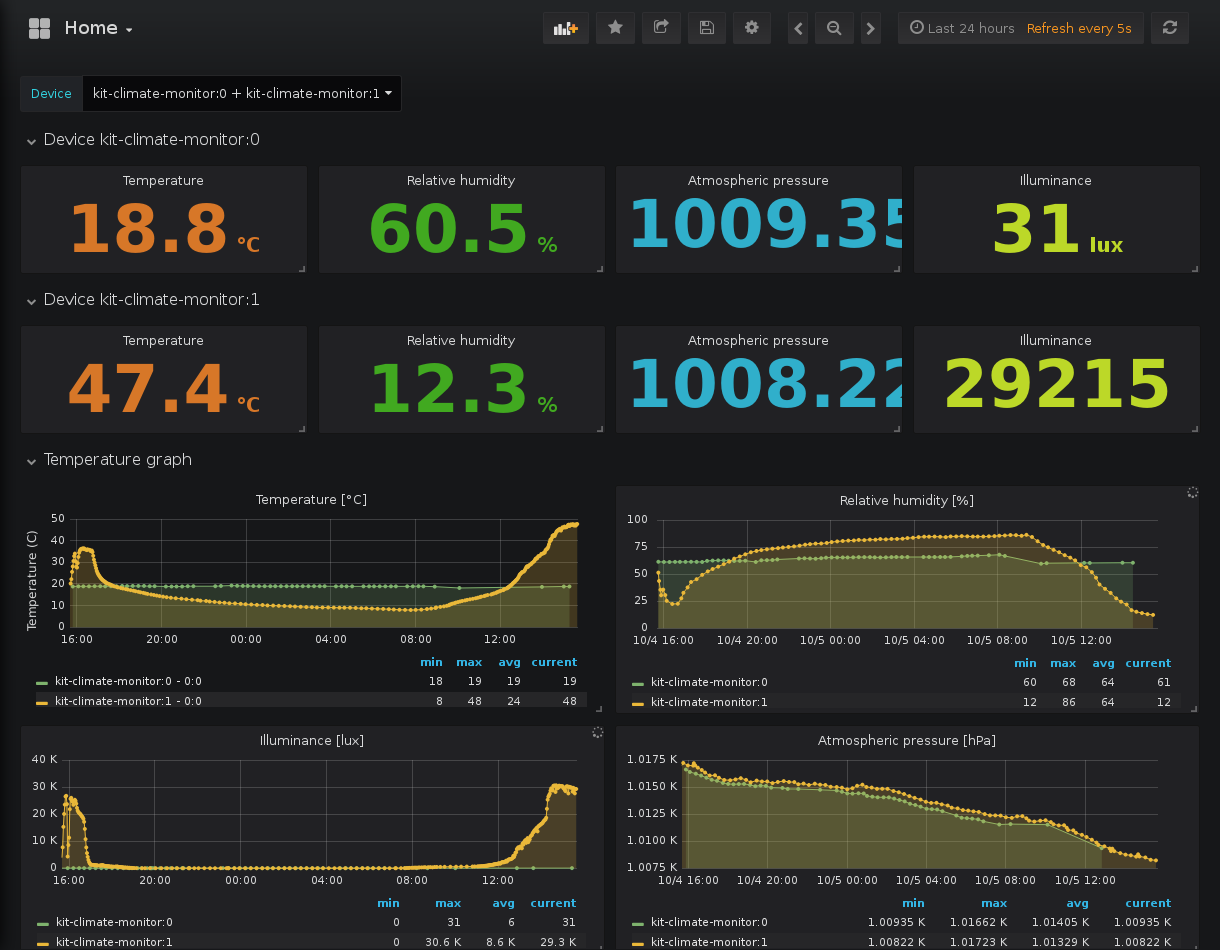 Home
Last 24 hours Refresh every 5s
Device kit-climate-monitor:0 + kit-climate-monitor:1
Device kit-climate-monitor:0
Temperature Relative humidity Atmospheric pressure Illuminance
18.8 °C 60.5 % 1009.35 31 lux
Device kit-climate-monitor:1
Temperature Relative humidity Atmospheric pressure Illuminance
47.4 °C 12.3 % 1008.22 29215
Temperature graph
Temperature [°C]
Temperature (C)
50
40
30
20
10
0
16:00 20:00 00:00 04:00 08:00 12:00
min max avg current
kit-climate-monitor:0 - 0:0 18 19 19 19
kit-climate-monitor:1 - 0:0 8 48 24 48
Relative humidity [%]
100
75
50
25
0
10/4 16:00 10/4 20:00 10/5 00:00 10/5 04:00 10/5 08:00 10/5 12:00
min max avg current
kit-climate-monitor:0 60 68 64 61
kit-climate-monitor:1 12 86 64 12
Illuminance [lux]
40 K
30 K
20 K
10 K
0
16:00 20:00 00:00 04:00 08:00 12:00
min max avg current
kit-climate-monitor:0 0 31 6 31
kit-climate-monitor:1 0 30.6 K 8.6 K 29.3 K
Atmospheric pressure [hPa]
1.0175 K
1.0150 K
1.0125 K
1.0100 K
1.0075 K
10/4 16:00 10/4 20:00 10/5 00:00 10/5 04:00 10/5 08:00 10/5 12:00
min max avg current
kit-climate-monitor:0 1.00935 K 1.01662 K 1.01405 K 1.00935 K
kit-climate-monitor:1 1.00822 K 1.01723 K 1.01329 K 1.00822 K